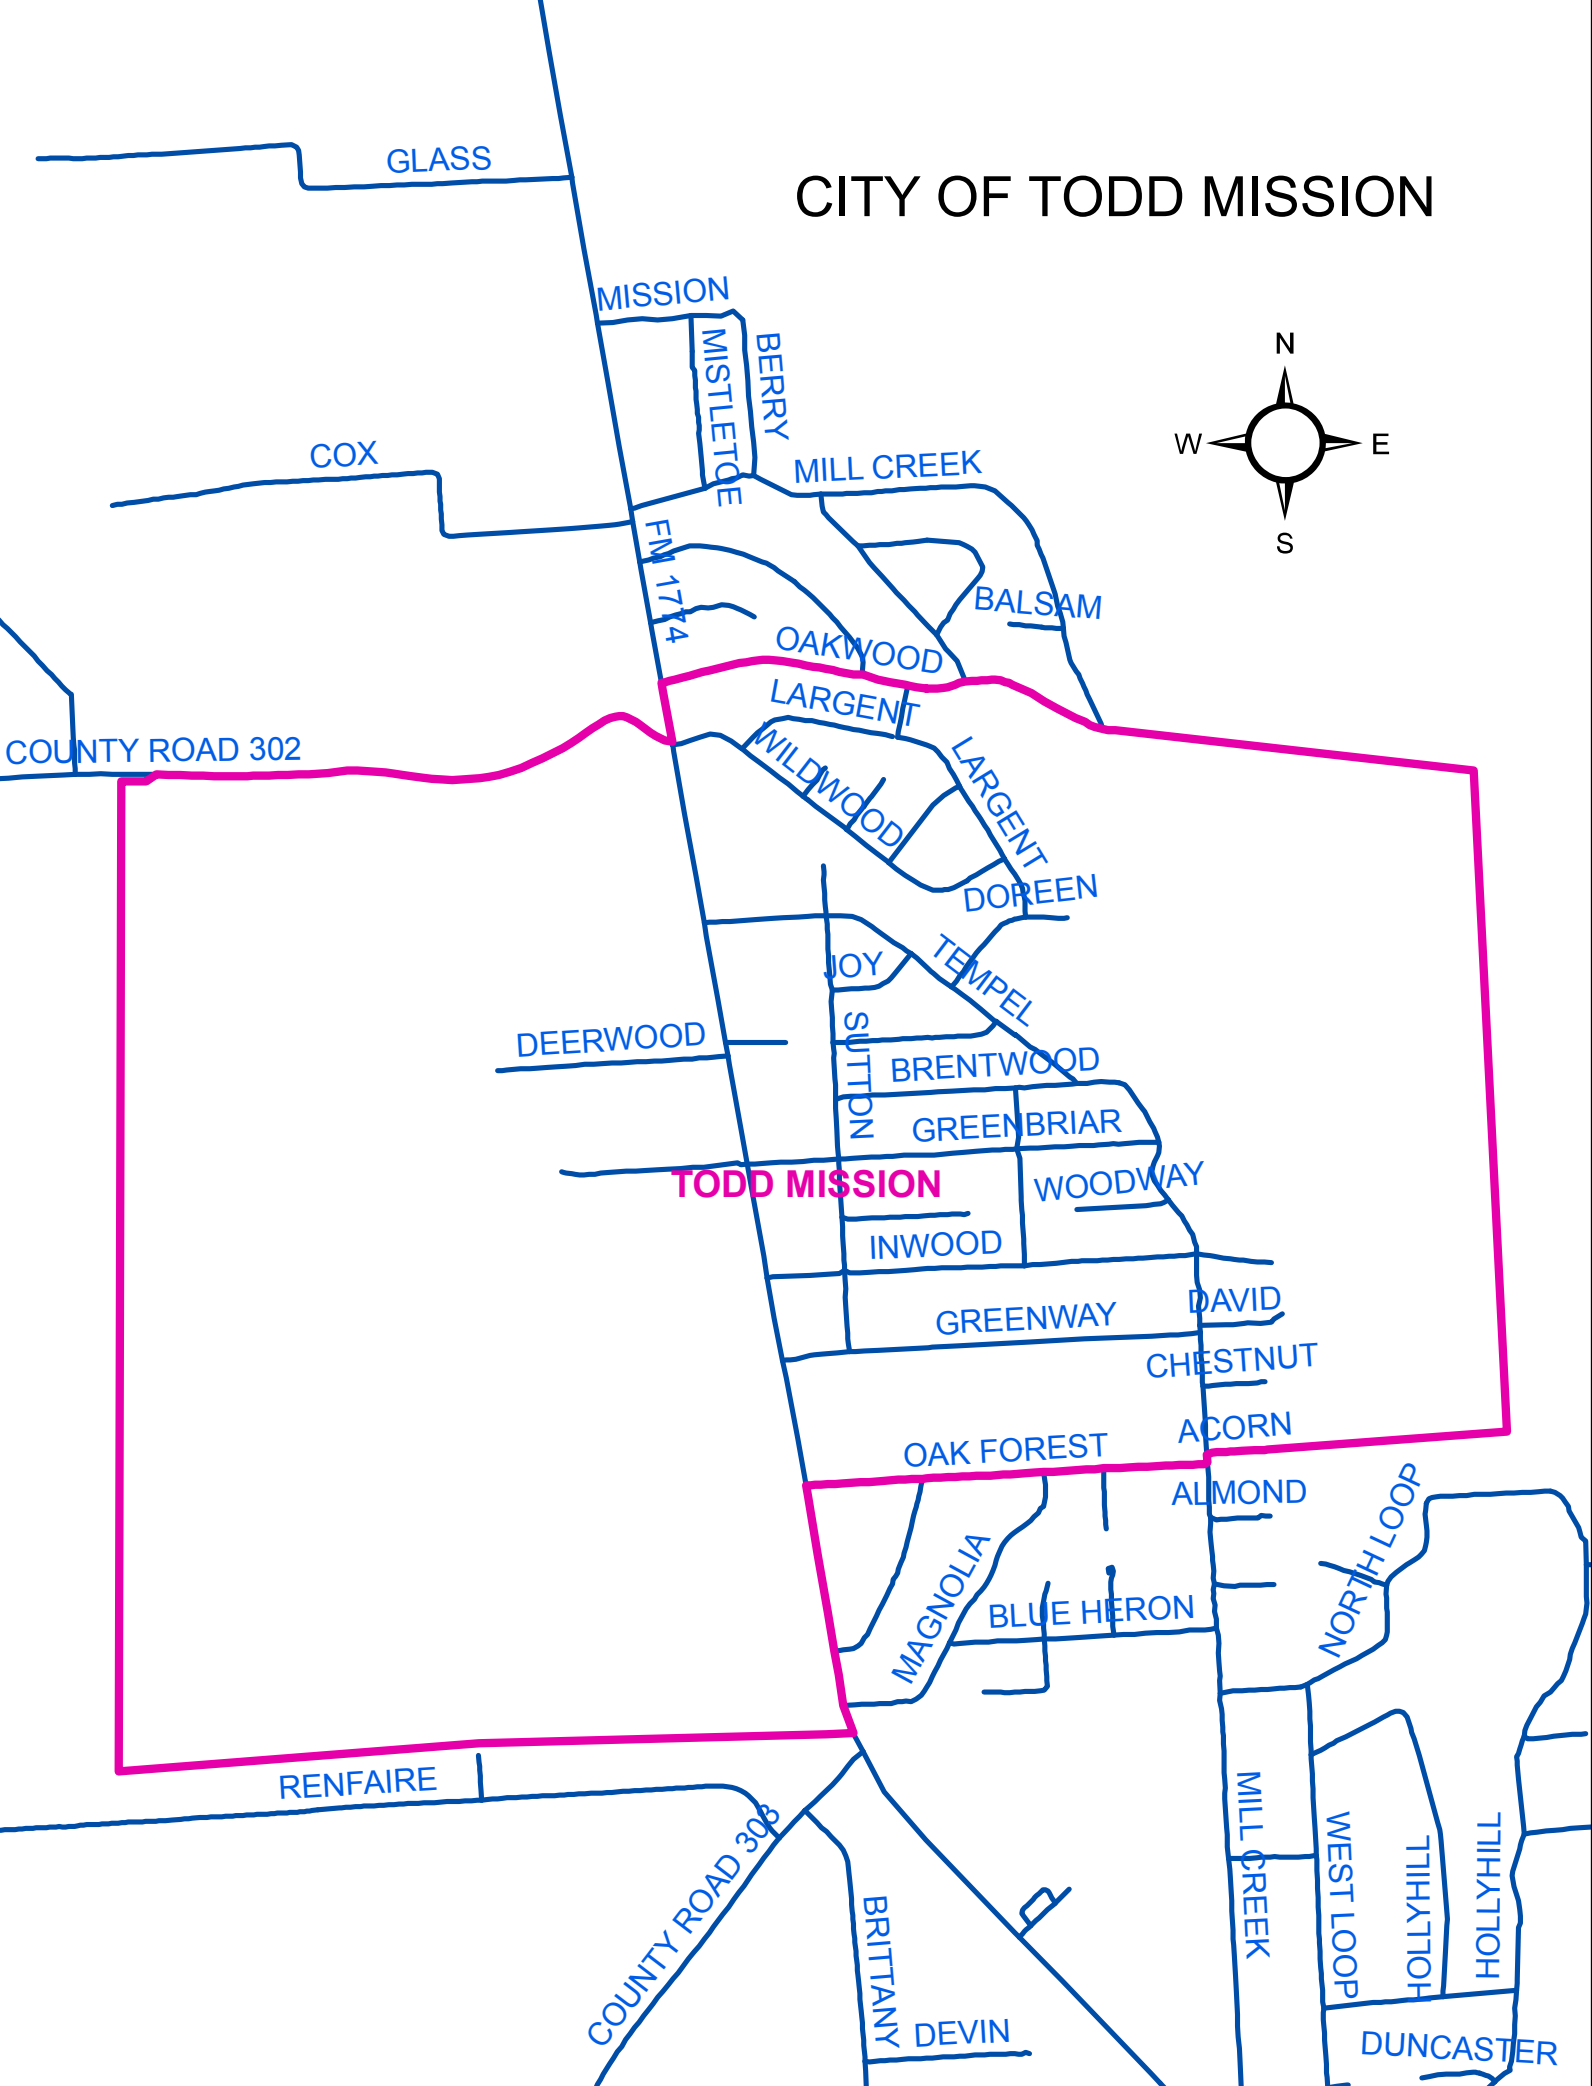 GLASS
CITY OF TODD MISSION
MISSION
MISTLETOE
BERRY
N
W
E
S
COX
MILL CREEK
FM 1774
BALSAM
OAKWOOD
LARGENT
COUNTY ROAD 302
WILDWOOD
LARGENT
DOREEN
TEMPEL
JOY
SUTTON
DEERWOOD
BRENTWOOD
GREENBRIAR
TODD MISSION
WOODWAY
INWOOD
DAVID
GREENWAY
CHESTNUT
ACORN
OAK FOREST
ALMOND
NORTH LOOP
MAGNOLIA
BLUE HERON
RENFAIRE
COUNTY ROAD 303
MILL CREEK
WEST LOOP
HOLLYHILL
HOLLYHILL
BRITTANY
DEVIN
DUNCASTER